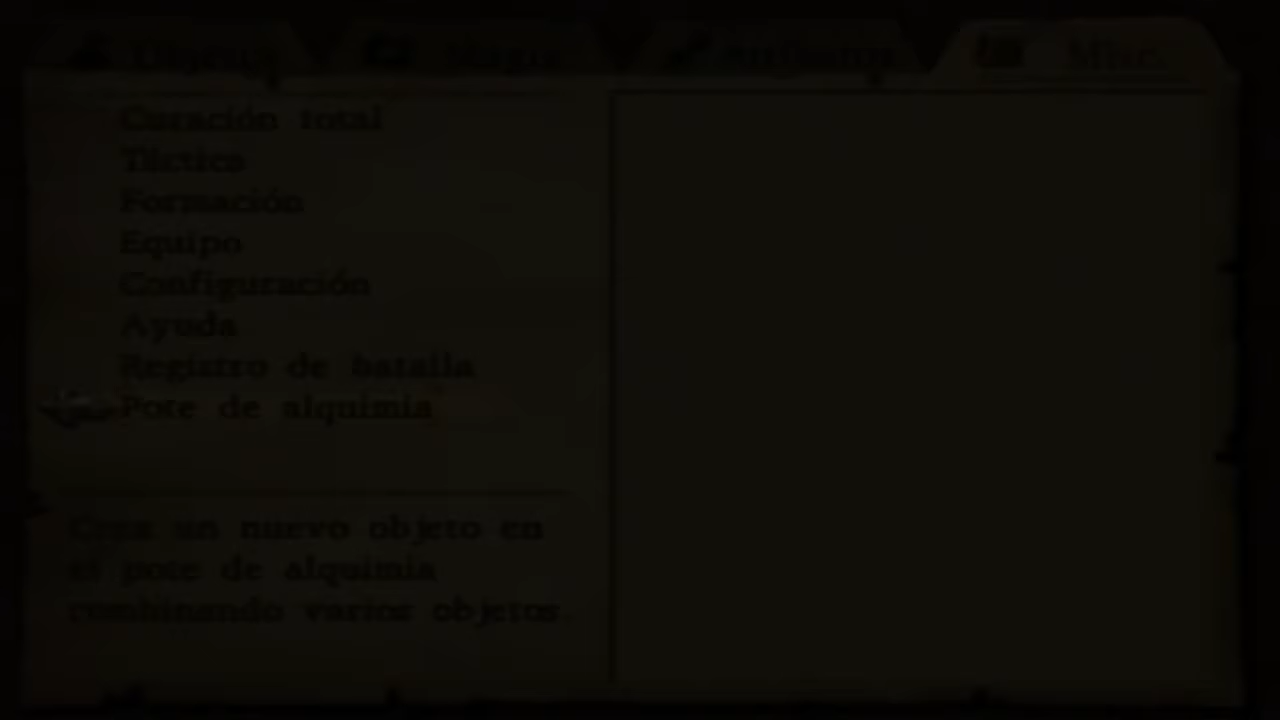 Misc.
Curación total
Táctica
Formación
Equipo
Configuración
Ayuda
Registro de batalla
Pote de alquimia
Crea un nuevo objeto en
el pote de alquimia
combinando varios objetos.